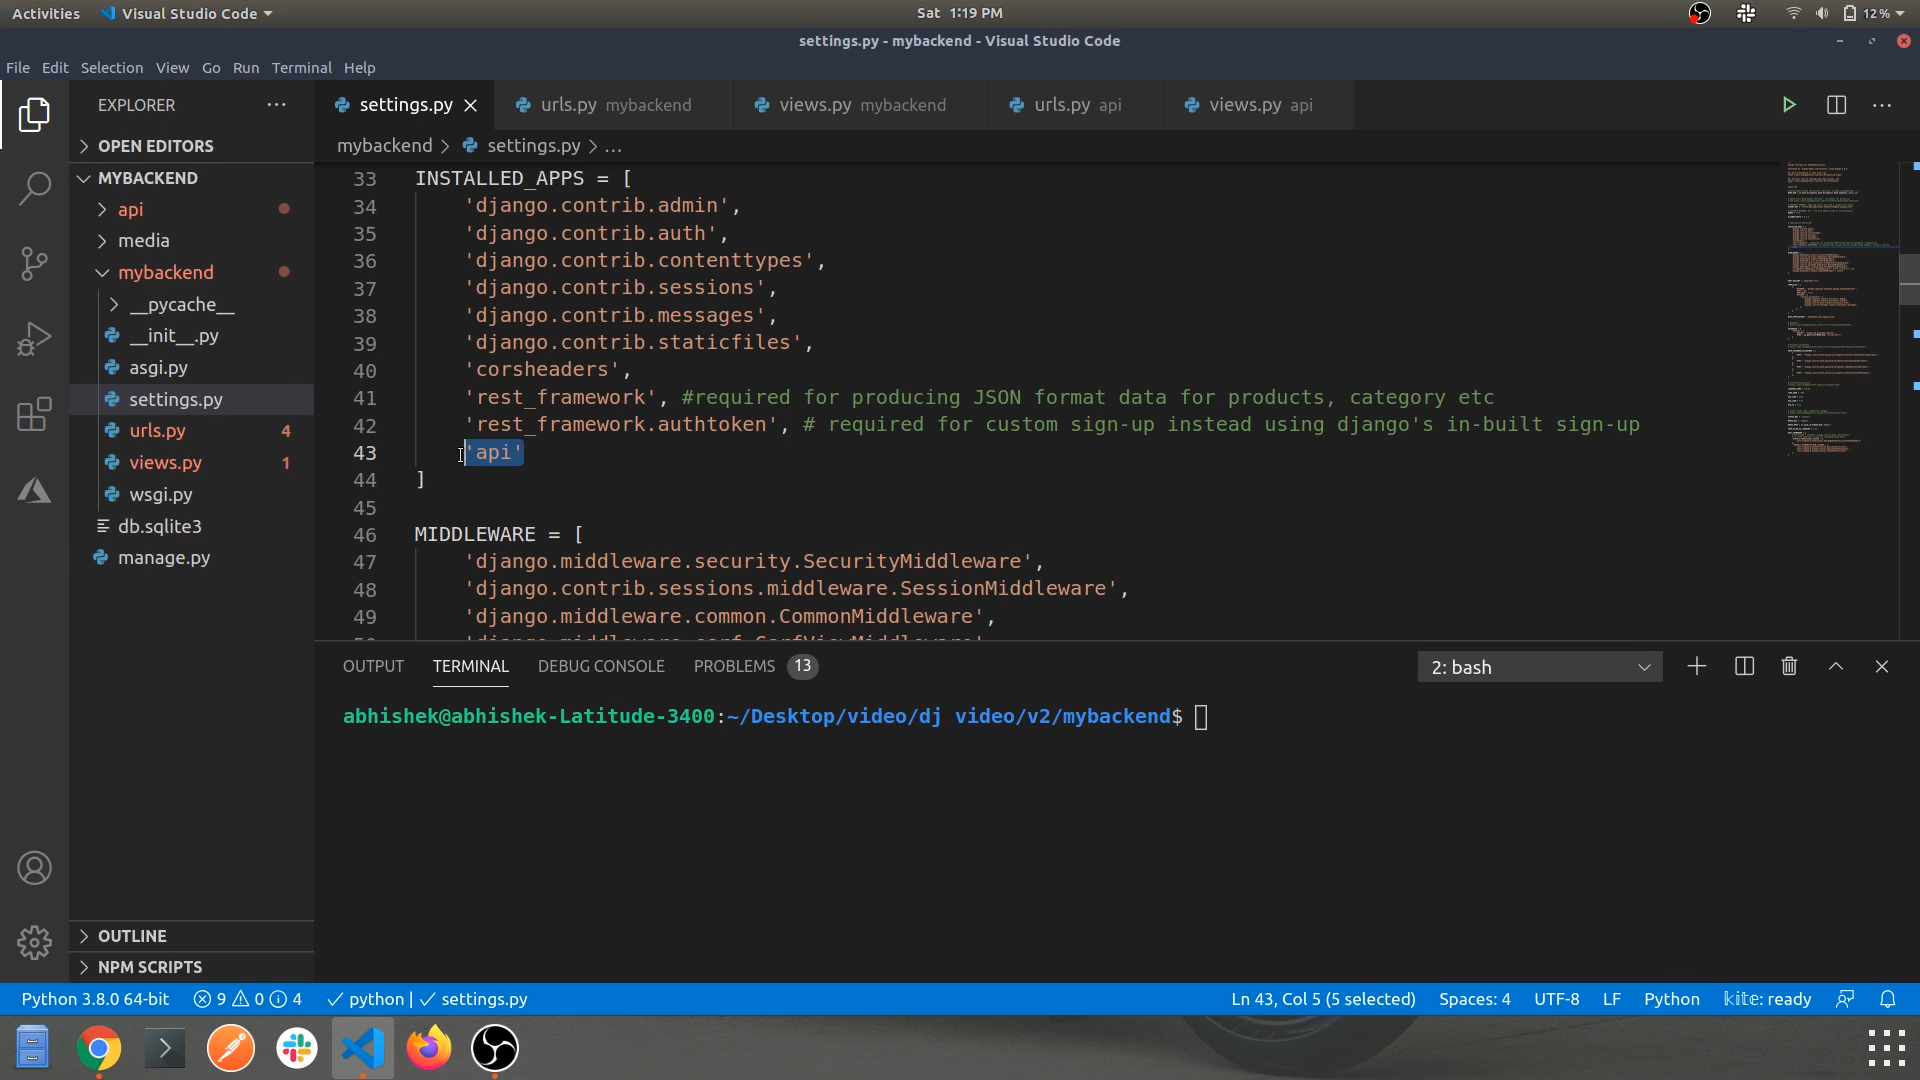 Activities
Visual Studio Code
Sat 1:19 PM
12%
settings.py - mybackend - Visual Studio Code
File Edit Selection View Go Run Terminal Help
EXPLORER
settings.py
urls.py mybackend
views.py mybackend
urls.py api
views.py api
OPEN EDITORS
mybackend > settings.py > ...
MYBACKEND
api
media
mybackend
__pycache__
__init__.py
asgi.py
settings.py
urls.py 4
views.py 1
wsgi.py
db.sqlite3
manage.py
OUTLINE
NPM SCRIPTS
33 INSTALLED_APPS = [
34 'django.contrib.admin',
35 'django.contrib.auth',
36 'django.contrib.contenttypes',
37 'django.contrib.sessions',
38 'django.contrib.messages',
39 'django.contrib.staticfiles',
40 'corsheaders',
41 'rest_framework', #required for producing JSON format data for products, category etc
42 'rest_framework.authtoken', # required for custom sign-up instead using django's in-built sign-up
43 'api'
44 ]
45
46 MIDDLEWARE = [
47 'django.middleware.security.SecurityMiddleware',
48 'django.contrib.sessions.middleware.SessionMiddleware',
49 'django.middleware.common.CommonMiddleware',
OUTPUT TERMINAL DEBUG CONSOLE PROBLEMS 13
2: bash
abhishek@abhishek-Latitude-3400:~/Desktop/video/dj video/v2/mybackend$
Python 3.8.0 64-bit
9 0 4
python | settings.py
Ln 43, Col 5 (5 selected)
Spaces: 4
UTF-8
LF
Python
kite: ready